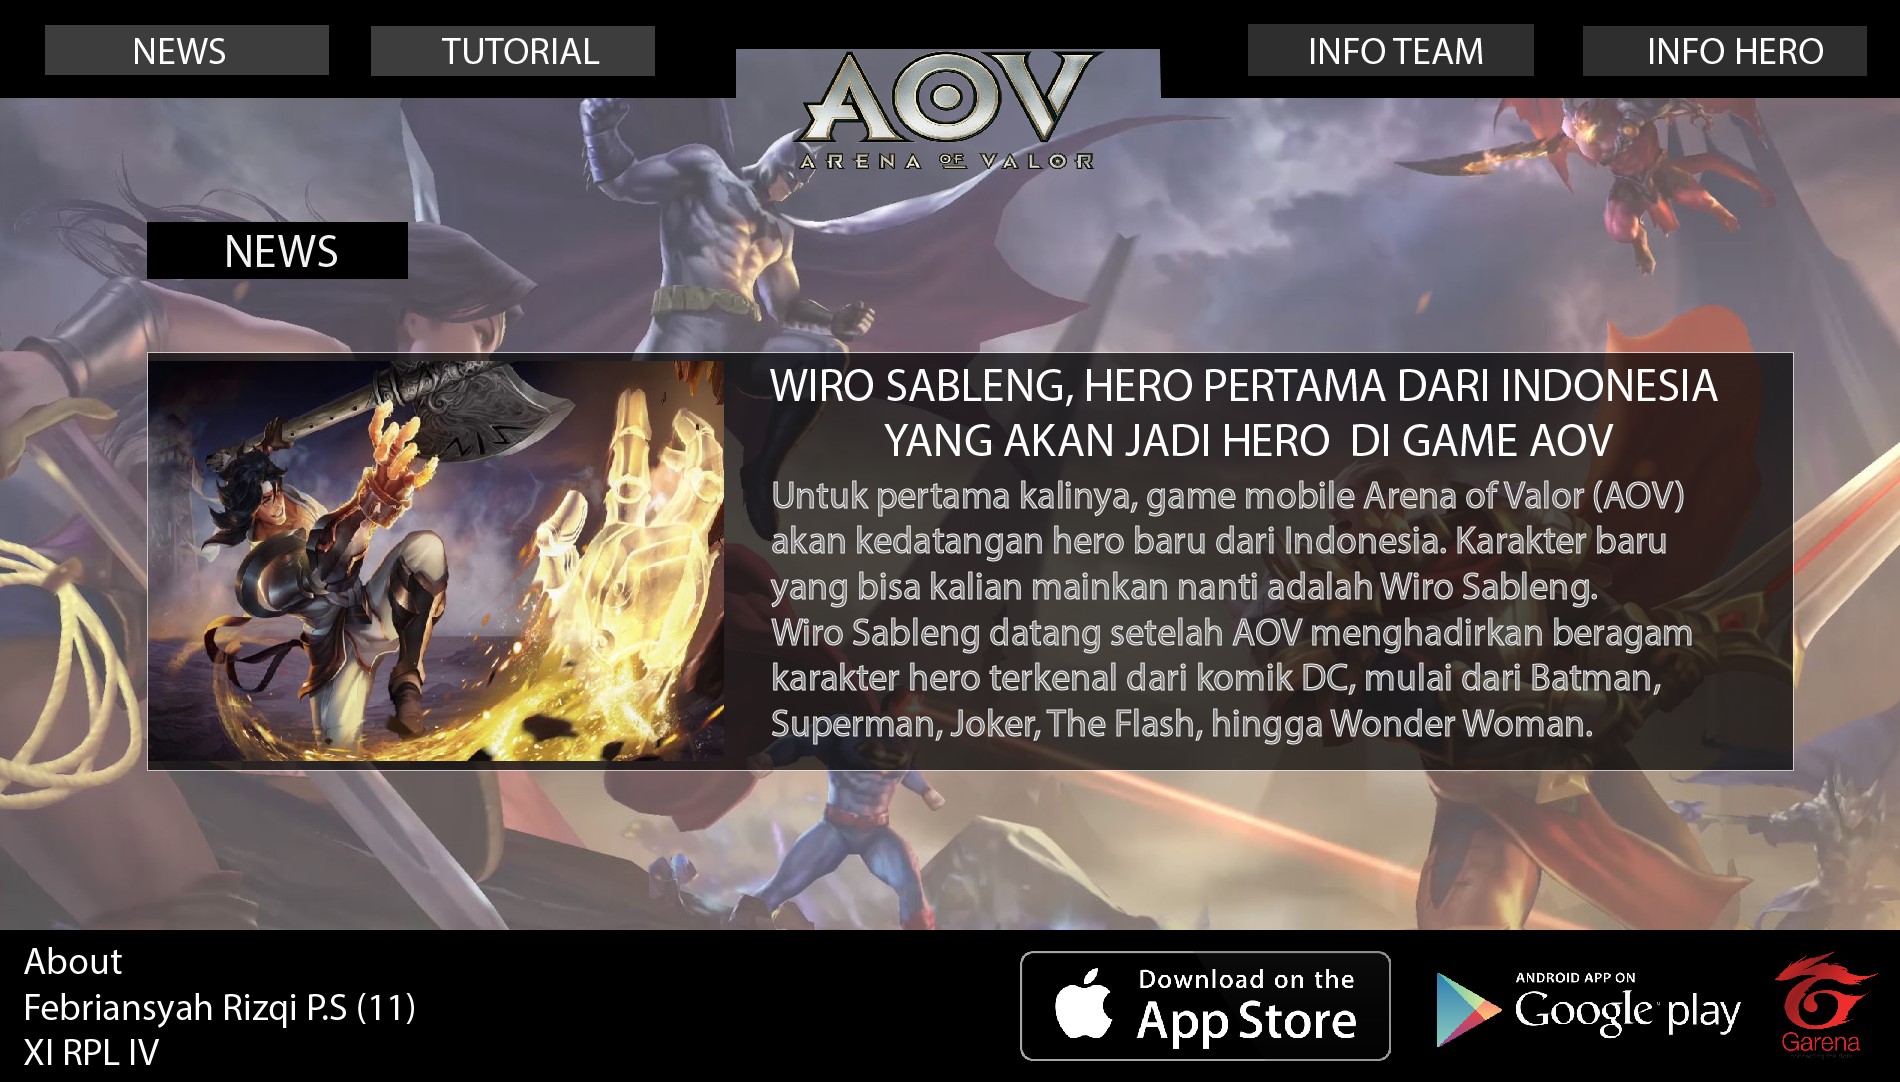 NEWS
TUTORIAL
AOV
ARENA OF VALOR
INFO TEAM
INFO HERO
NEWS
WIRO SABLENG, HERO PERTAMA DARI INDONESIA
YANG AKAN JADI HERO DI GAME AOV
Untuk pertama kalinya, game mobile Arena of Valor (AOV)
akan kedatangan hero baru dari Indonesia. Karakter baru
yang bisa kalian mainkan nanti adalah Wiro Sableng.
Wiro Sableng datang setelah AOV menghadirkan beragam
karakter hero terkenal dari komik DC, mulai dari Batman,
Superman, Joker, The Flash, hingga Wonder Woman.
About
Febriansyah Rizqi P.S (11)
XI RPL IV
Download on the
App Store
ANDROID APP ON
Google play
Garena